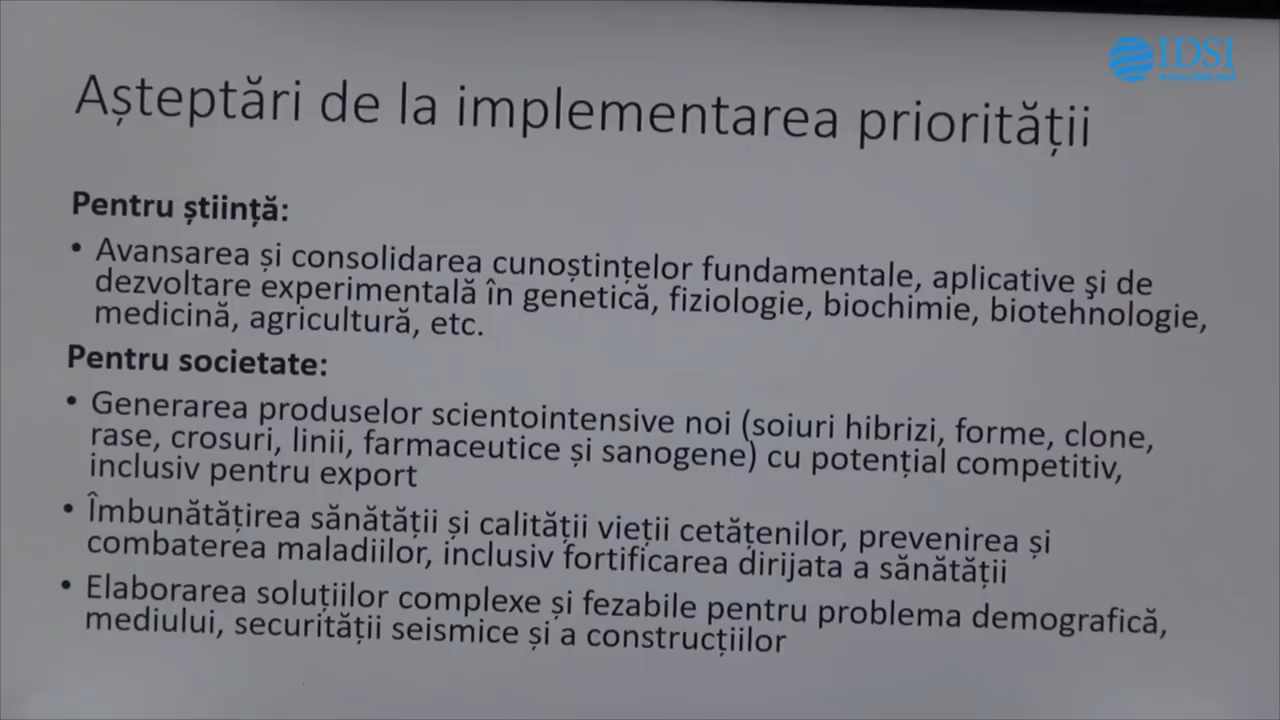 IDSI
www.idsi.md
Așteptări de la implementarea priorității
Pentru știință:
• Avansarea și consolidarea cunoștințelor fundamentale, aplicative şi de
dezvoltare experimentală în genetică, fiziologie, biochimie, biotehnologie,
medicină, agricultură, etc.
Pentru societate:
• Generarea produselor scientointensive noi (soiuri hibrizi, forme, clone,
rase, crosuri, linii, farmaceutice și sanogene) cu potențial competitiv,
inclusiv pentru export
• Îmbunătățirea sănătății și calității vieții cetățenilor, prevenirea și
combaterea maladiilor, inclusiv fortificarea dirijata a sănătății
• Elaborarea soluțiilor complexe și fezabile pentru problema demografică,
mediului, securității seismice și a construcțiilor